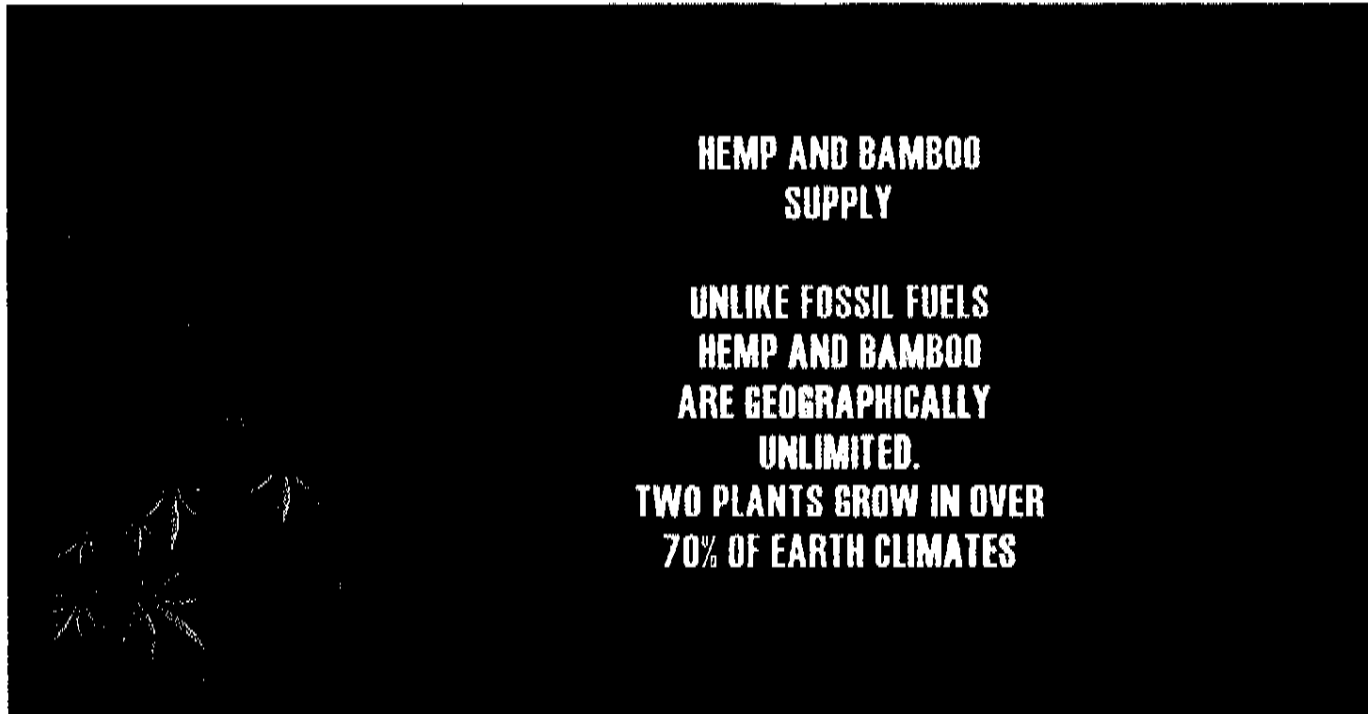 HEMP AND BAMBOO
SUPPLY
UNLIKE FOSSIL FUELS
HEMP AND BAMBOO
ARE GEOGRAPHICALLY
UNLIMITED.
TWO PLANTS GROW IN OVER
70% OF EARTH CLIMATES